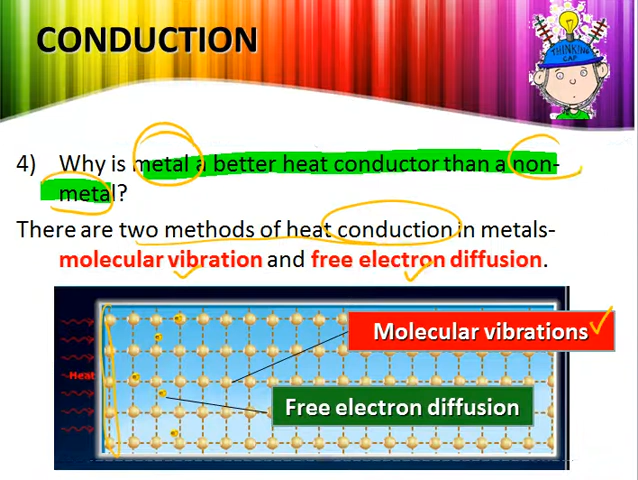 CONDUCTION
THINKING
CAP
4) Why is metal a better heat conductor than a non-
metal?
There are two methods of heat conduction in metals-
molecular vibration and free electron diffusion.
Molecular vibrations
Heat
Free electron diffusion